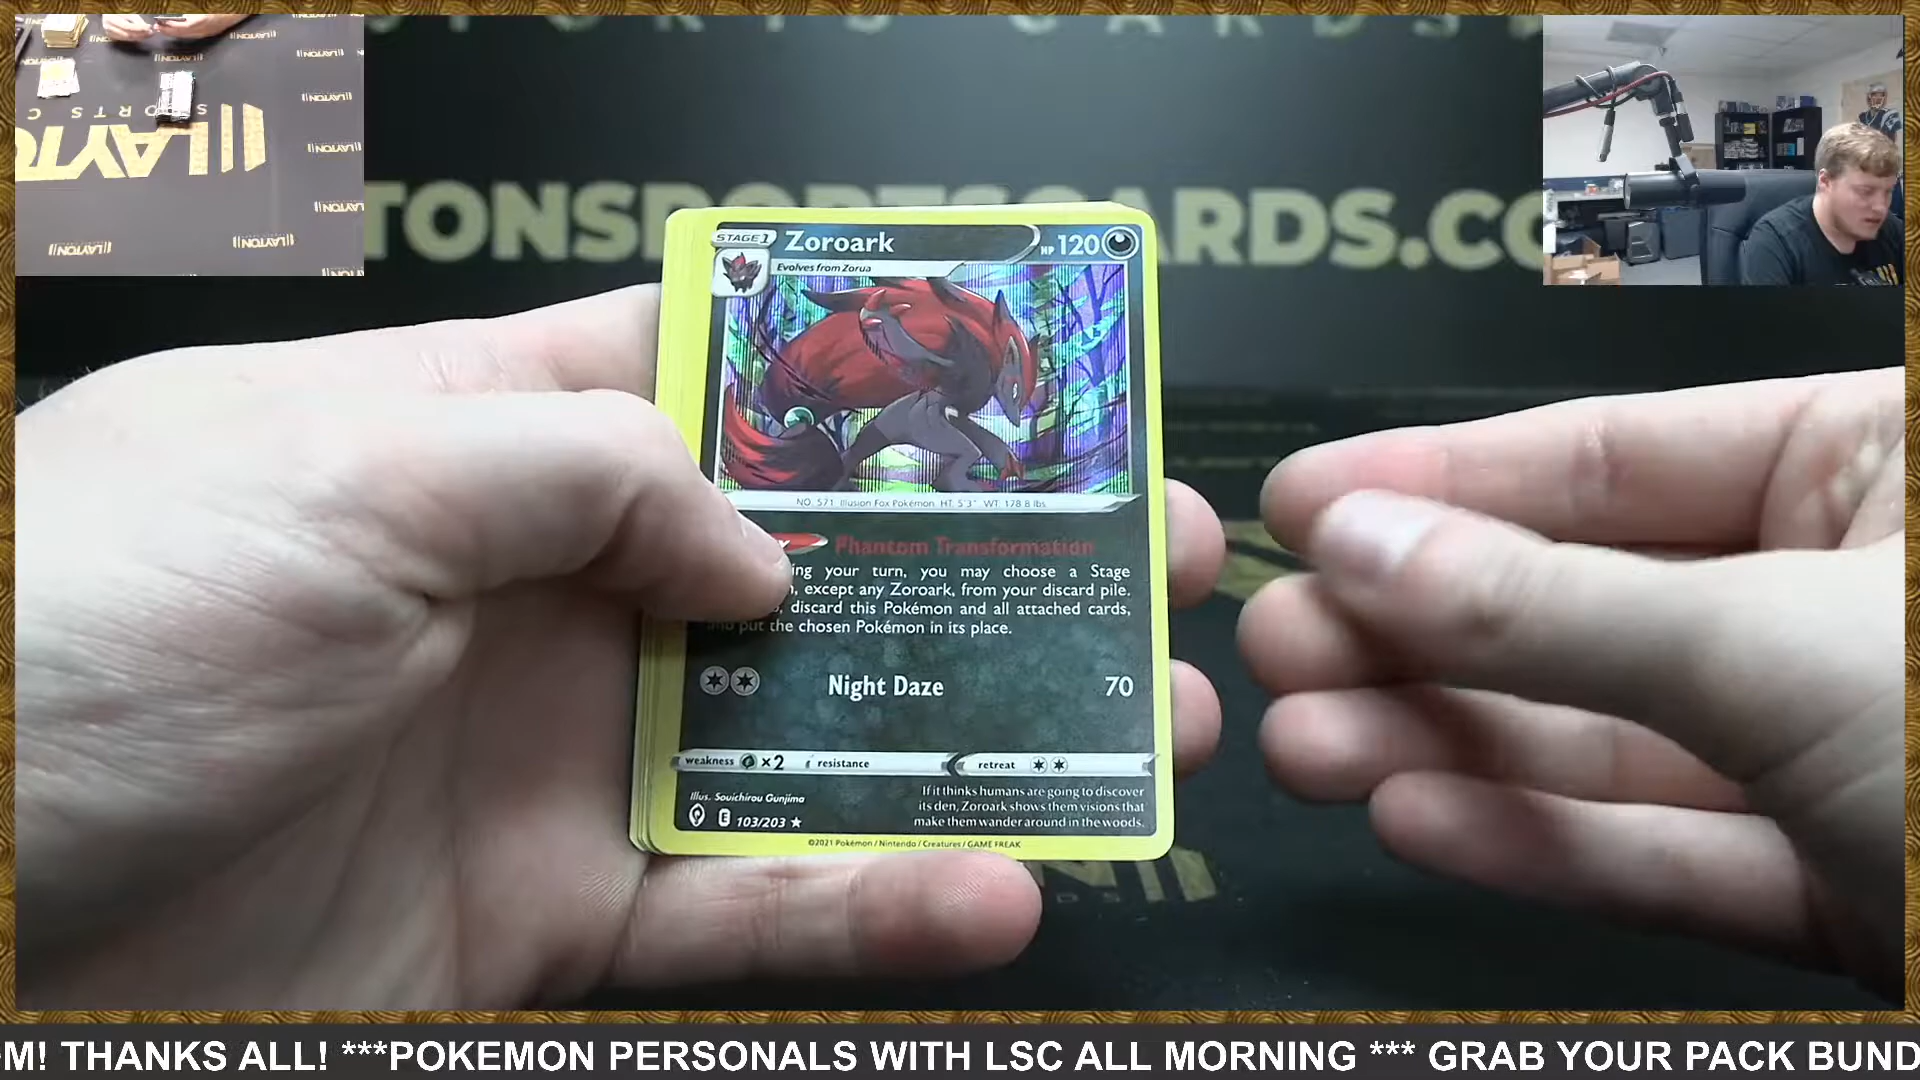 SPORTS CARDS
LAYTON
TONSPORTSCARDS.CO
STAGE 1
Zoroark
HP 120
Evolves from Zorua
NO. 571 Illusion Fox Pokémon HT: 5'3" WT: 178.8 lbs
Phantom Transformation
your turn, you may choose a Stage
except any Zoroark, from your discard pile.
discard this Pokémon and all attached cards,
put the chosen Pokémon in its place.
Night Daze 70
weakness ×2 resistance retreat
Illus. Souichirou Gunjima
If it thinks humans are going to discover
its den, Zoroark shows them visions that
make them wander around in the woods.
E 103/203 ★
©2021 Pokémon / Nintendo / Creatures / GAME FREAK
OM! THANKS ALL! ***POKEMON PERSONALS WITH LSC ALL MORNING *** GRAB YOUR PACK BUND